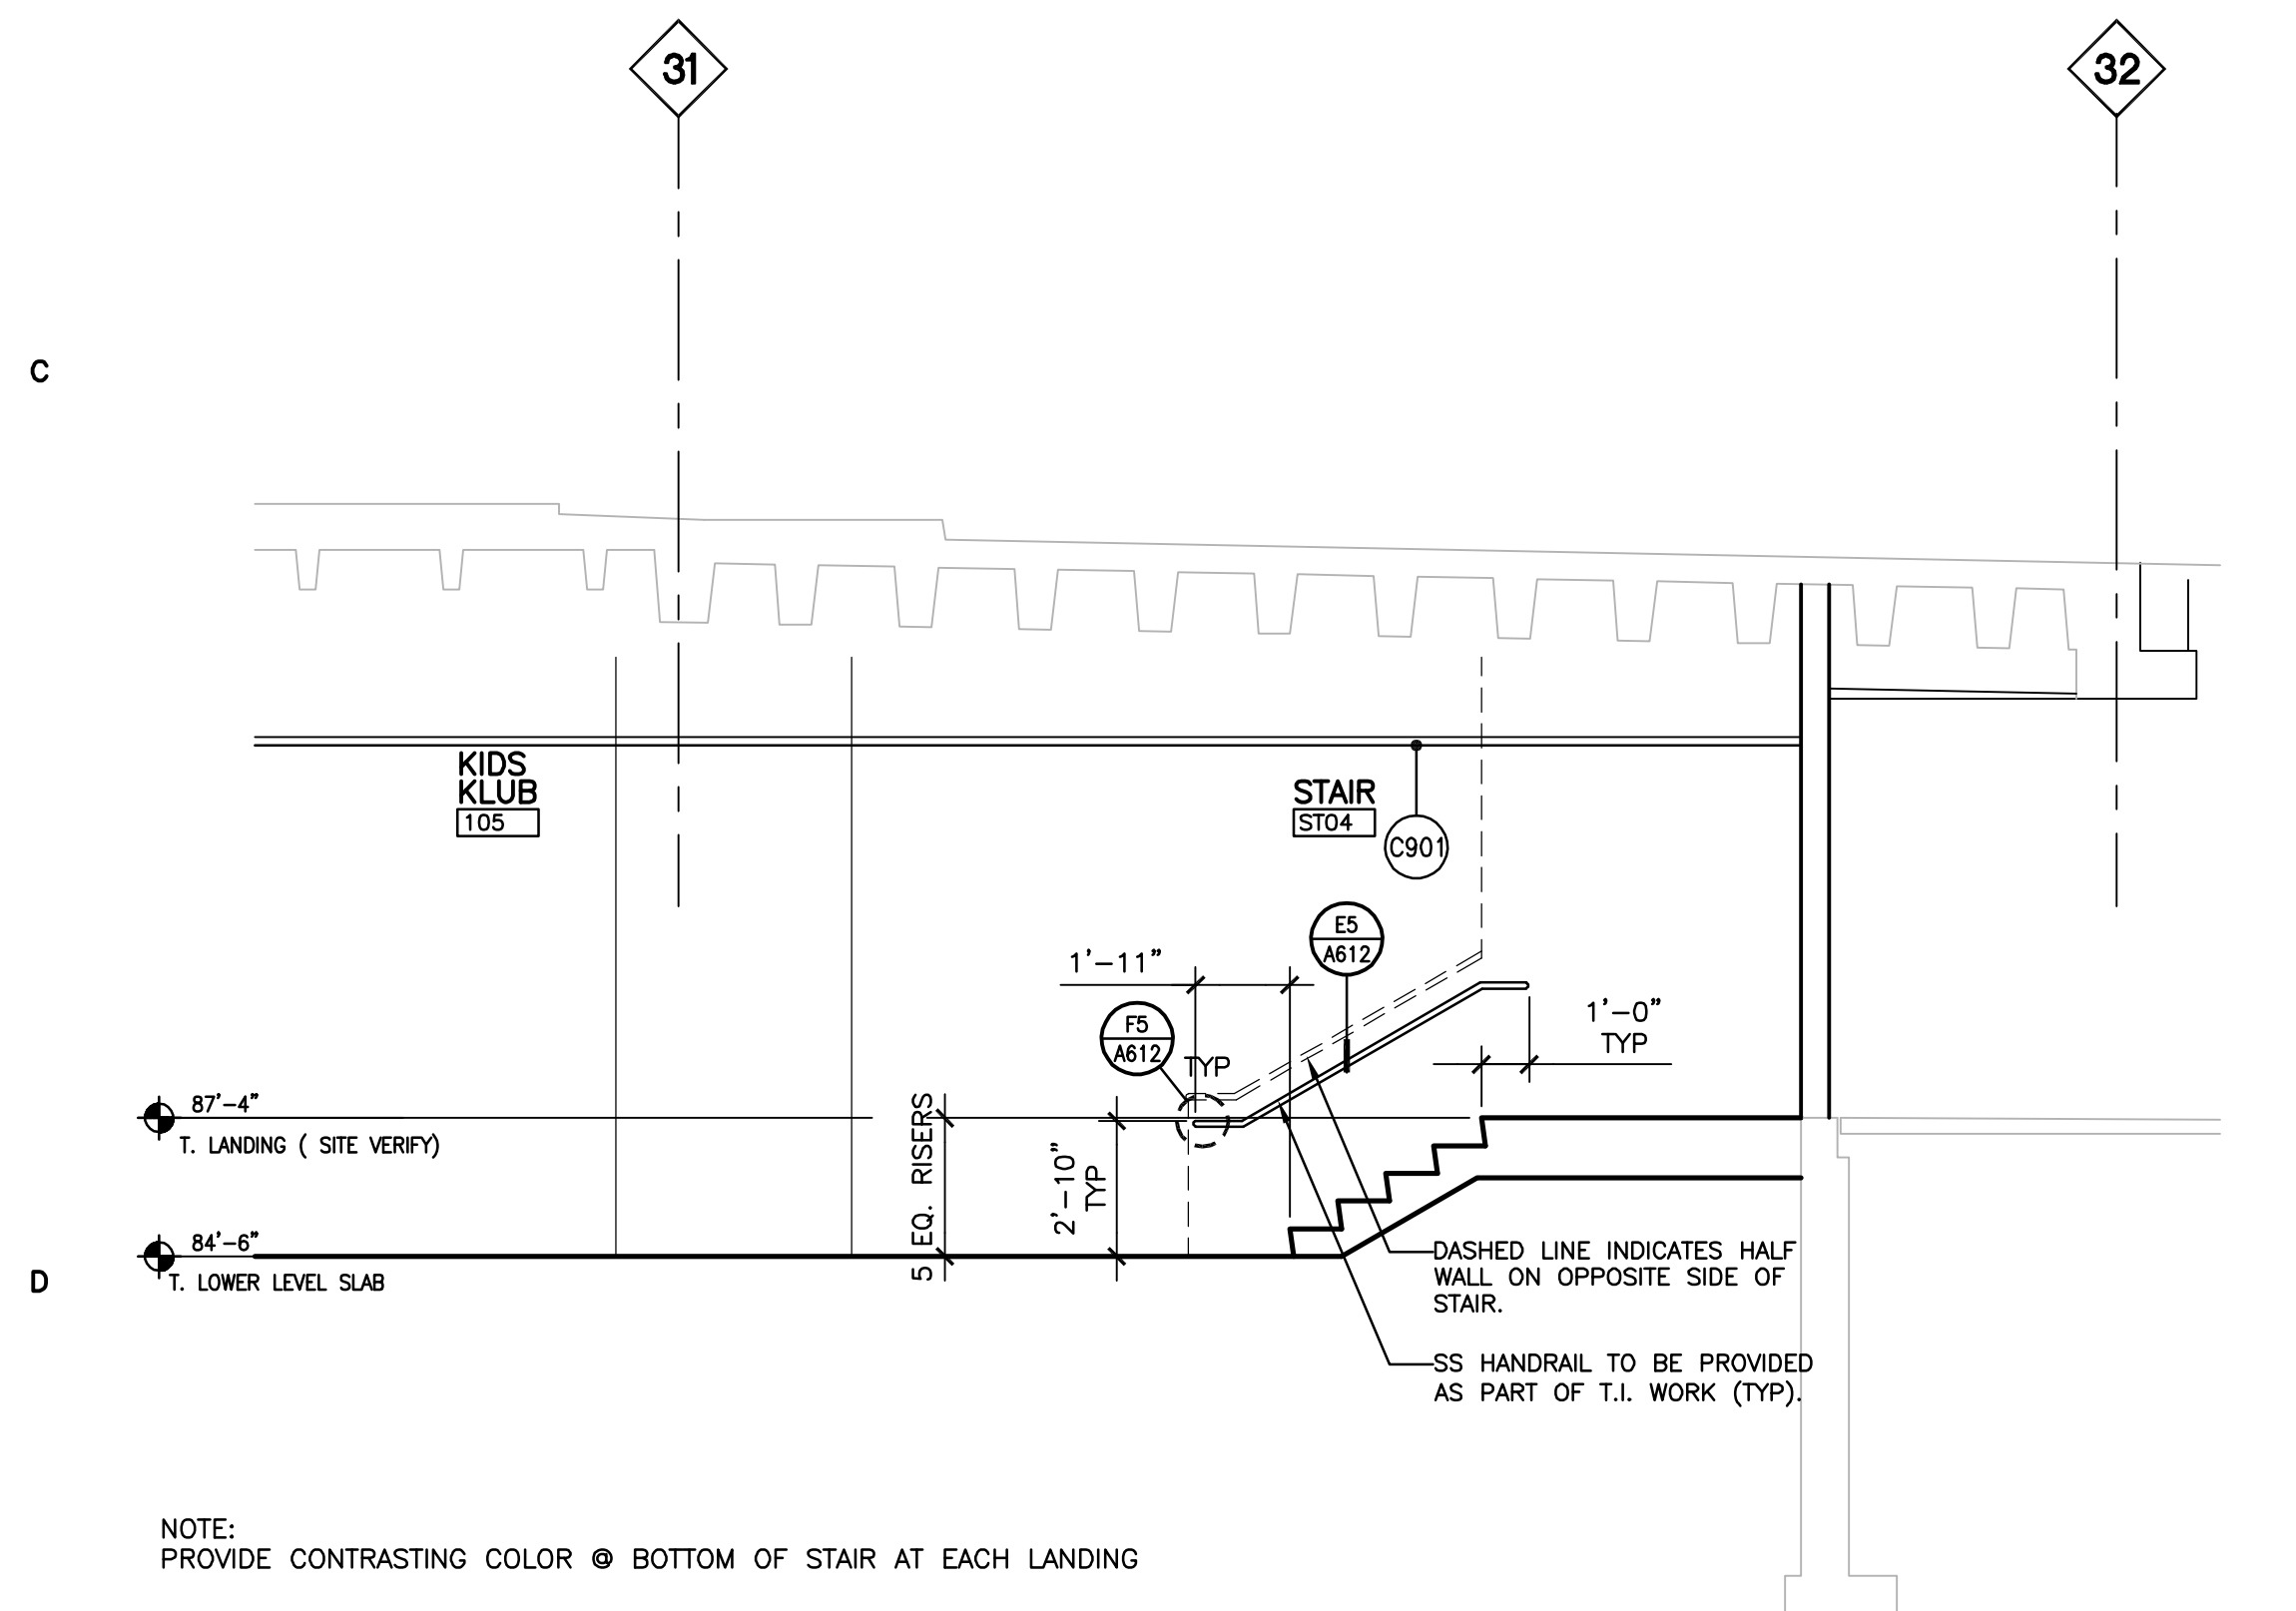 31
32
C
KIDS
KLUB
105
STAIR
ST04
C901
E5
A612
1'-11"
F5
A612
TYP
1'-0"
TYP
87'-4"
T. LANDING ( SITE VERIFY)
5 EQ. RISERS
2'-10"
TYP
84'-6"
T. LOWER LEVEL SLAB
D
DASHED LINE INDICATES HALF
WALL ON OPPOSITE SIDE OF
STAIR.
SS HANDRAIL TO BE PROVIDED
AS PART OF T.I. WORK (TYP).
NOTE:
PROVIDE CONTRASTING COLOR @ BOTTOM OF STAIR AT EACH LANDING